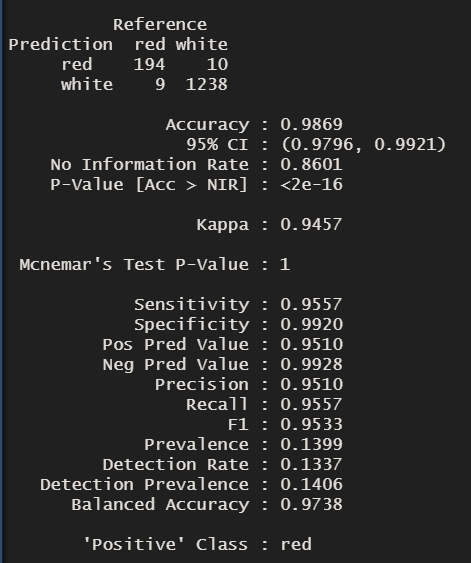 Reference
Prediction red white
red 194 10
white 9 1238
Accuracy : 0.9869
95% CI : (0.9796, 0.9921)
No Information Rate : 0.8601
P-Value [Acc > NIR] : <2e-16
Kappa : 0.9457
Mcnemar's Test P-Value : 1
Sensitivity : 0.9557
Specificity : 0.9920
Pos Pred Value : 0.9510
Neg Pred Value : 0.9928
Precision : 0.9510
Recall : 0.9557
F1 : 0.9533
Prevalence : 0.1399
Detection Rate : 0.1337
Detection Prevalence : 0.1406
Balanced Accuracy : 0.9738
'Positive' Class : red